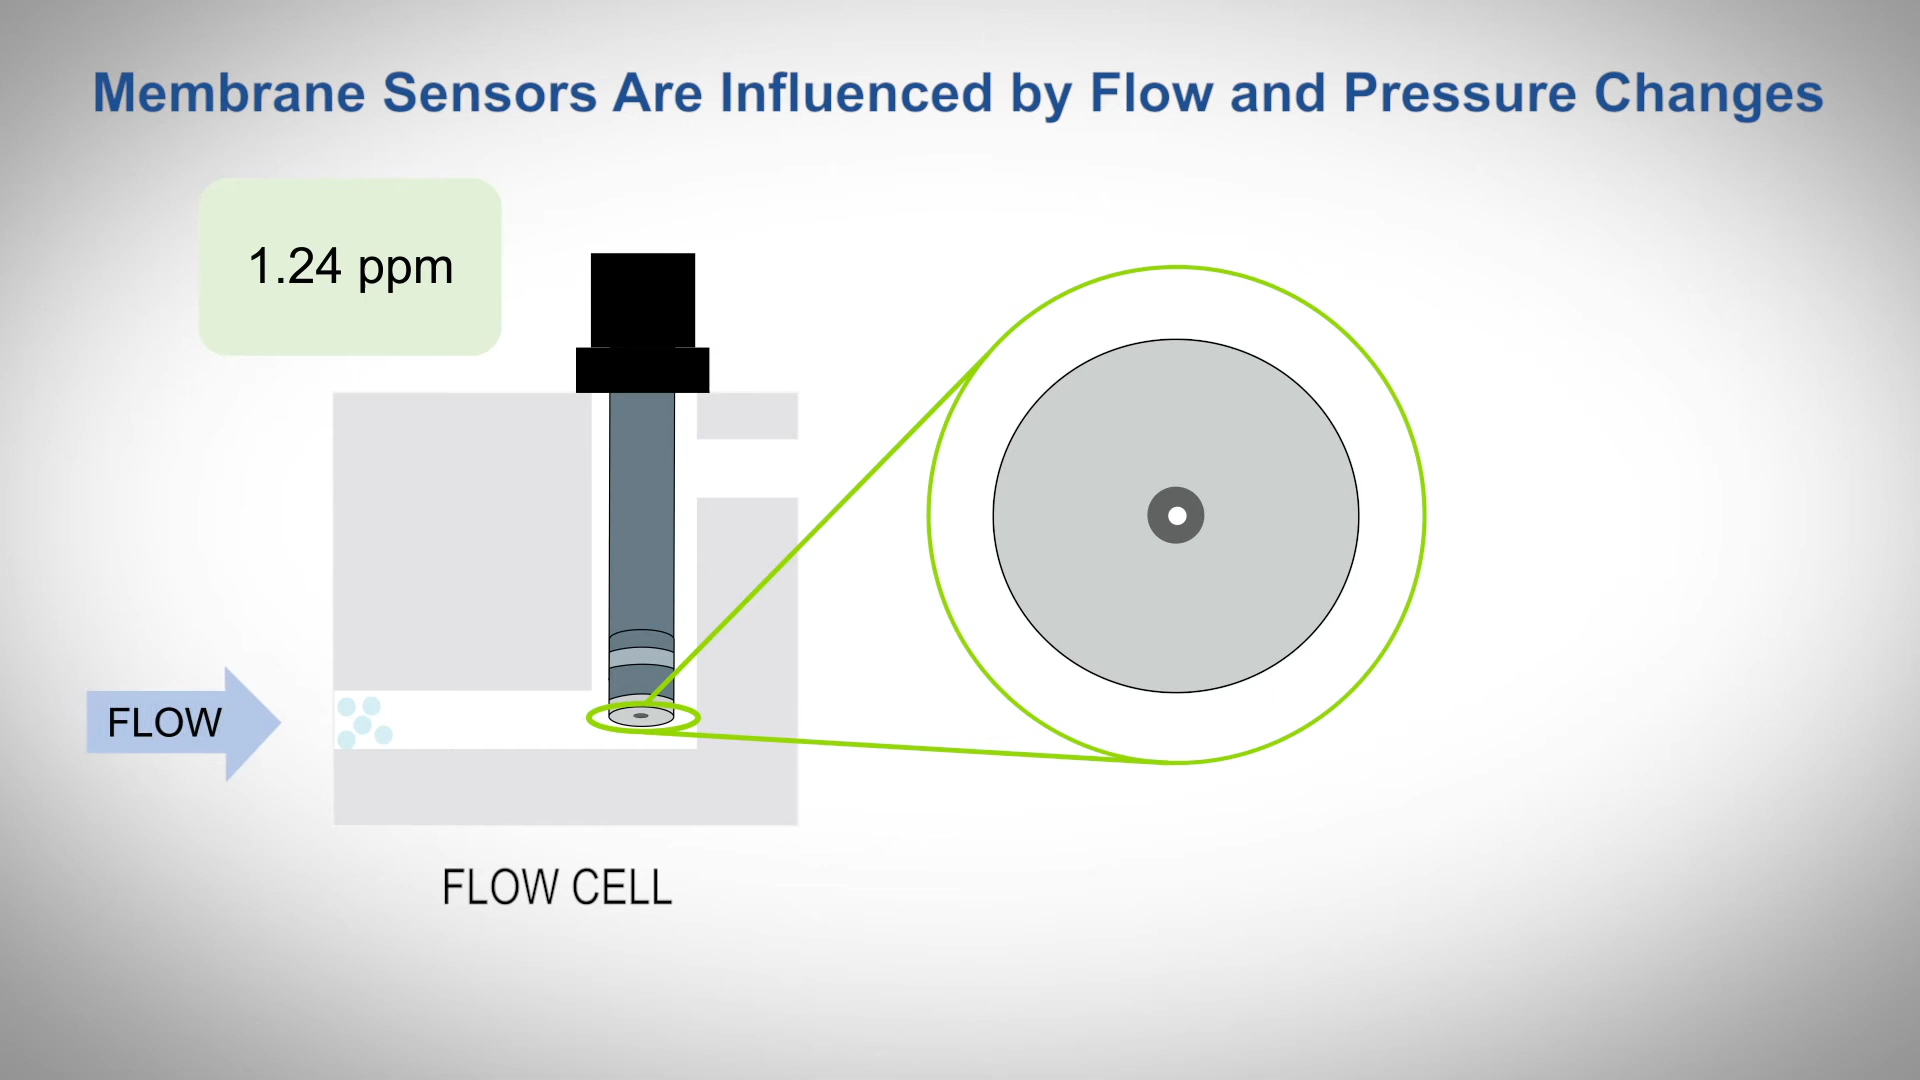 Membrane Sensors Are Influenced by Flow and Pressure Changes
1.24 ppm
FLOW
FLOW CELL